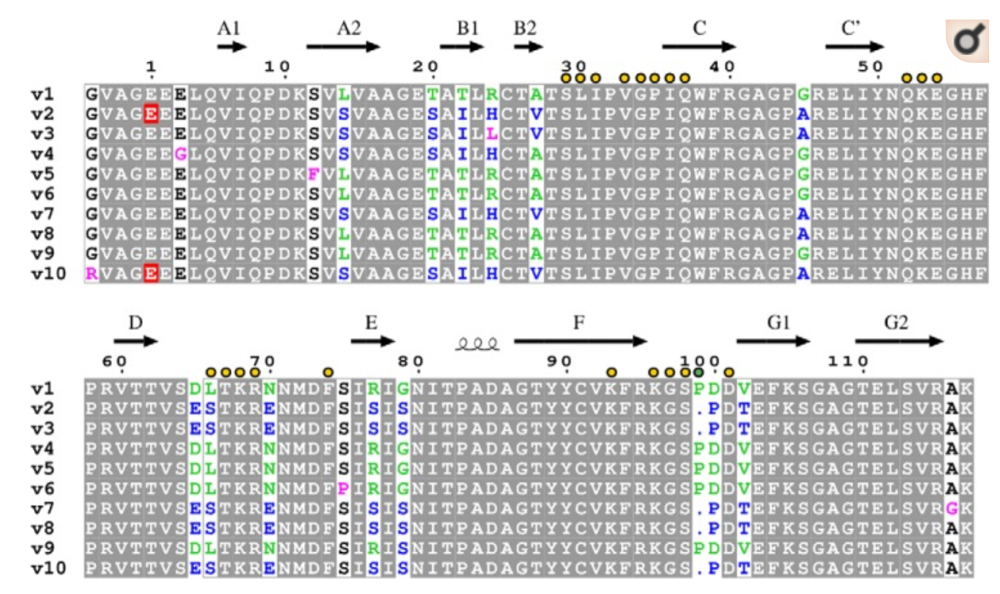 A1 A2 B1 B2 C C’
1 10 20 30 40 50
v1 GVAGEEELQVIQPDKSVLVAAGETATLRCTATSLIPVGPIQWFRGAGPGRELIYNQKEGHF
v2 GVAGEEELQVIQPDKSVSVAAGESAILHCTVTSLIPVGPIQWFRGAGPARELIYNQKEGHF
v3 GVAGEEELQVIQPDKSVSVAAGESAILLCTVTSLIPVGPIQWFRGAGPARELIYNQKEGHF
v4 GVAGEEGLQVIQPDKSVSVAAGESAILHCTATSLIPVGPIQWFRGAGPGRELIYNQKEGHF
v5 GVAGEEELQVIQPDKFVLVAAGETATLRCTATSLIPVGPIQWFRGAGPGRELIYNQKEGHF
v6 GVAGEEELQVIQPDKSVLVAAGETATLRCTATSLIPVGPIQWFRGAGPGRELIYNQKEGHF
v7 GVAGEEELQVIQPDKSVSVAAGESAILHCTVTSLIPVGPIQWFRGAGPARELIYNQKEGHF
v8 GVAGEEELQVIQPDKSVLVAAGETATLRCTATSLIPVGPIQWFRGAGPARELIYNQKEGHF
v9 GVAGEEELQVIQPDKSVLVAAGETATLRCTATSLIPVGPIQWFRGAGPGRELIYNQKEGHF
v10 RVAGEEELQVIQPDKSVSVAAGESAILHCTVTSLIPVGPIQWFRGAGPARELIYNQKEGHF
D E F G1 G2
60 70 80 90 100 110
v1 PRVTTVSDLTKRNNMDFSIRIGNITPADAGTYYCVKFRKGSPDDVEFKSGAGTELSVRAK
v2 PRVTTVSESTKRENMDFSISISNITPADAGTYYCVKFRKGS.PDTEFKSGAGTELSVRAK
v3 PRVTTVSESTKRENMDFSISISNITPADAGTYYCVKFRKGS.PDTEFKSGAGTELSVRAK
v4 PRVTTVSDLTKRNNMDFSIRIGNITPADAGTYYCVKFRKGSPDDVEFKSGAGTELSVRAK
v5 PRVTTVSDLTKRNNMDFSIRIGNITPADAGTYYCVKFRKGSPDDVEFKSGAGTELSVRAK
v6 PRVTTVSDLTKRNNMDFPIRIGNITPADAGTYYCVKFRKGSPDDVEFKSGAGTELSVRAK
v7 PRVTTVSESTKRENMDFSISISNITPADAGTYYCVKFRKGS.PDTEFKSGAGTELSVRGK
v8 PRVTTVSESTKRENMDFSISISNITPADAGTYYCVKFRKGS.PDTEFKSGAGTELSVRAK
v9 PRVTTVSDLTKRNNMDFSIRISNITPADAGTYYCVKFRKGSPDDVEFKSGAGTELSVRAK
v10 PRVTTVSESTKRENMDFSISISNITPADAGTYYCVKFRKGS.PDTEFKSGAGTELSVRAK